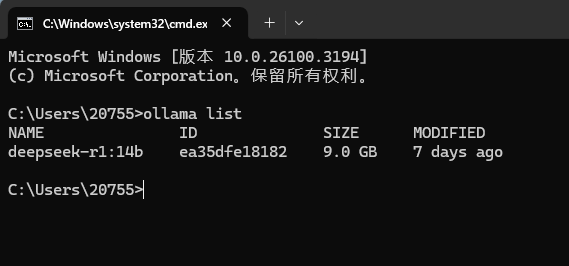 C:\Windows\system32\cmd.ex
Microsoft Windows [版本 10.0.26100.3194]
(c) Microsoft Corporation。保留所有权利。
C:\Users\20755>ollama list
NAME ID SIZE MODIFIED
deepseek-r1:14b ea35dfe18182 9.0 GB 7 days ago
C:\Users\20755>